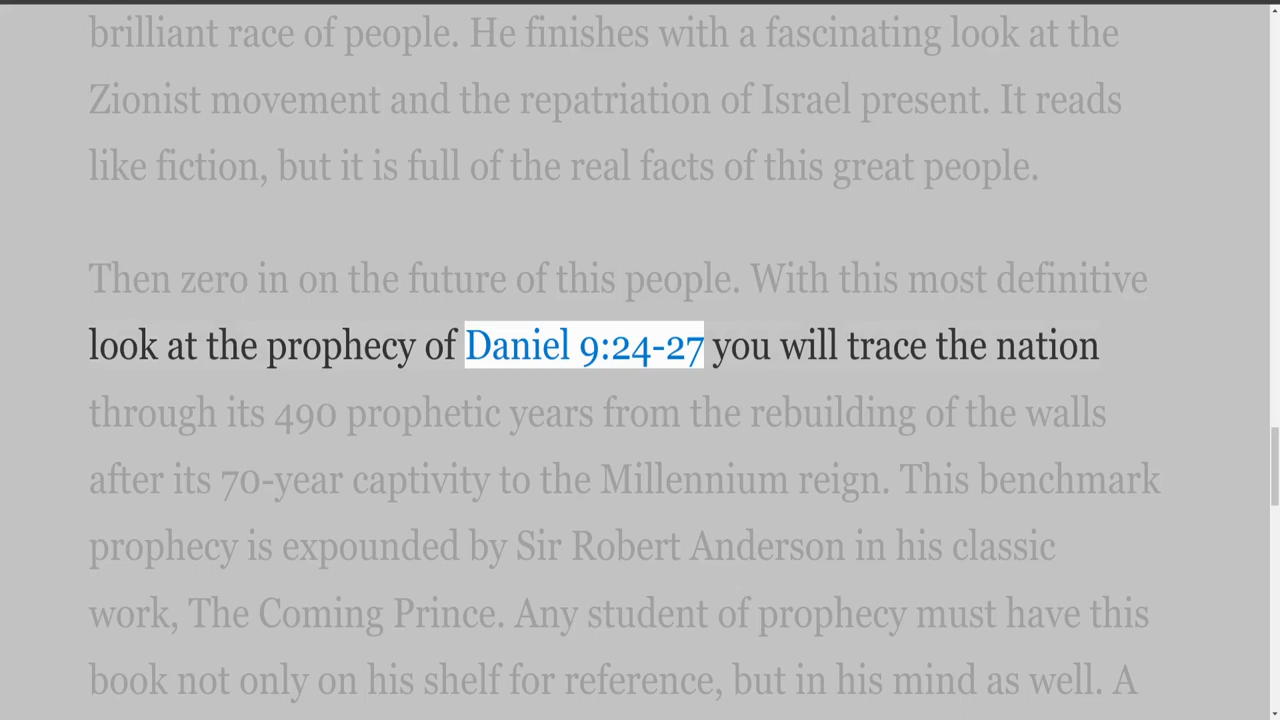 brilliant race of people. He finishes with a fascinating look at the
Zionist movement and the repatriation of Israel present. It reads
like fiction, but it is full of the real facts of this great people.
Then zero in on the future of this people. With this most definitive
look at the prophecy of Daniel 9:24-27 you will trace the nation
through its 490 prophetic years from the rebuilding of the walls
after its 70-year captivity to the Millennium reign. This benchmark
prophecy is expounded by Sir Robert Anderson in his classic
work, The Coming Prince. Any student of prophecy must have this
book not only on his shelf for reference, but in his mind as well. A